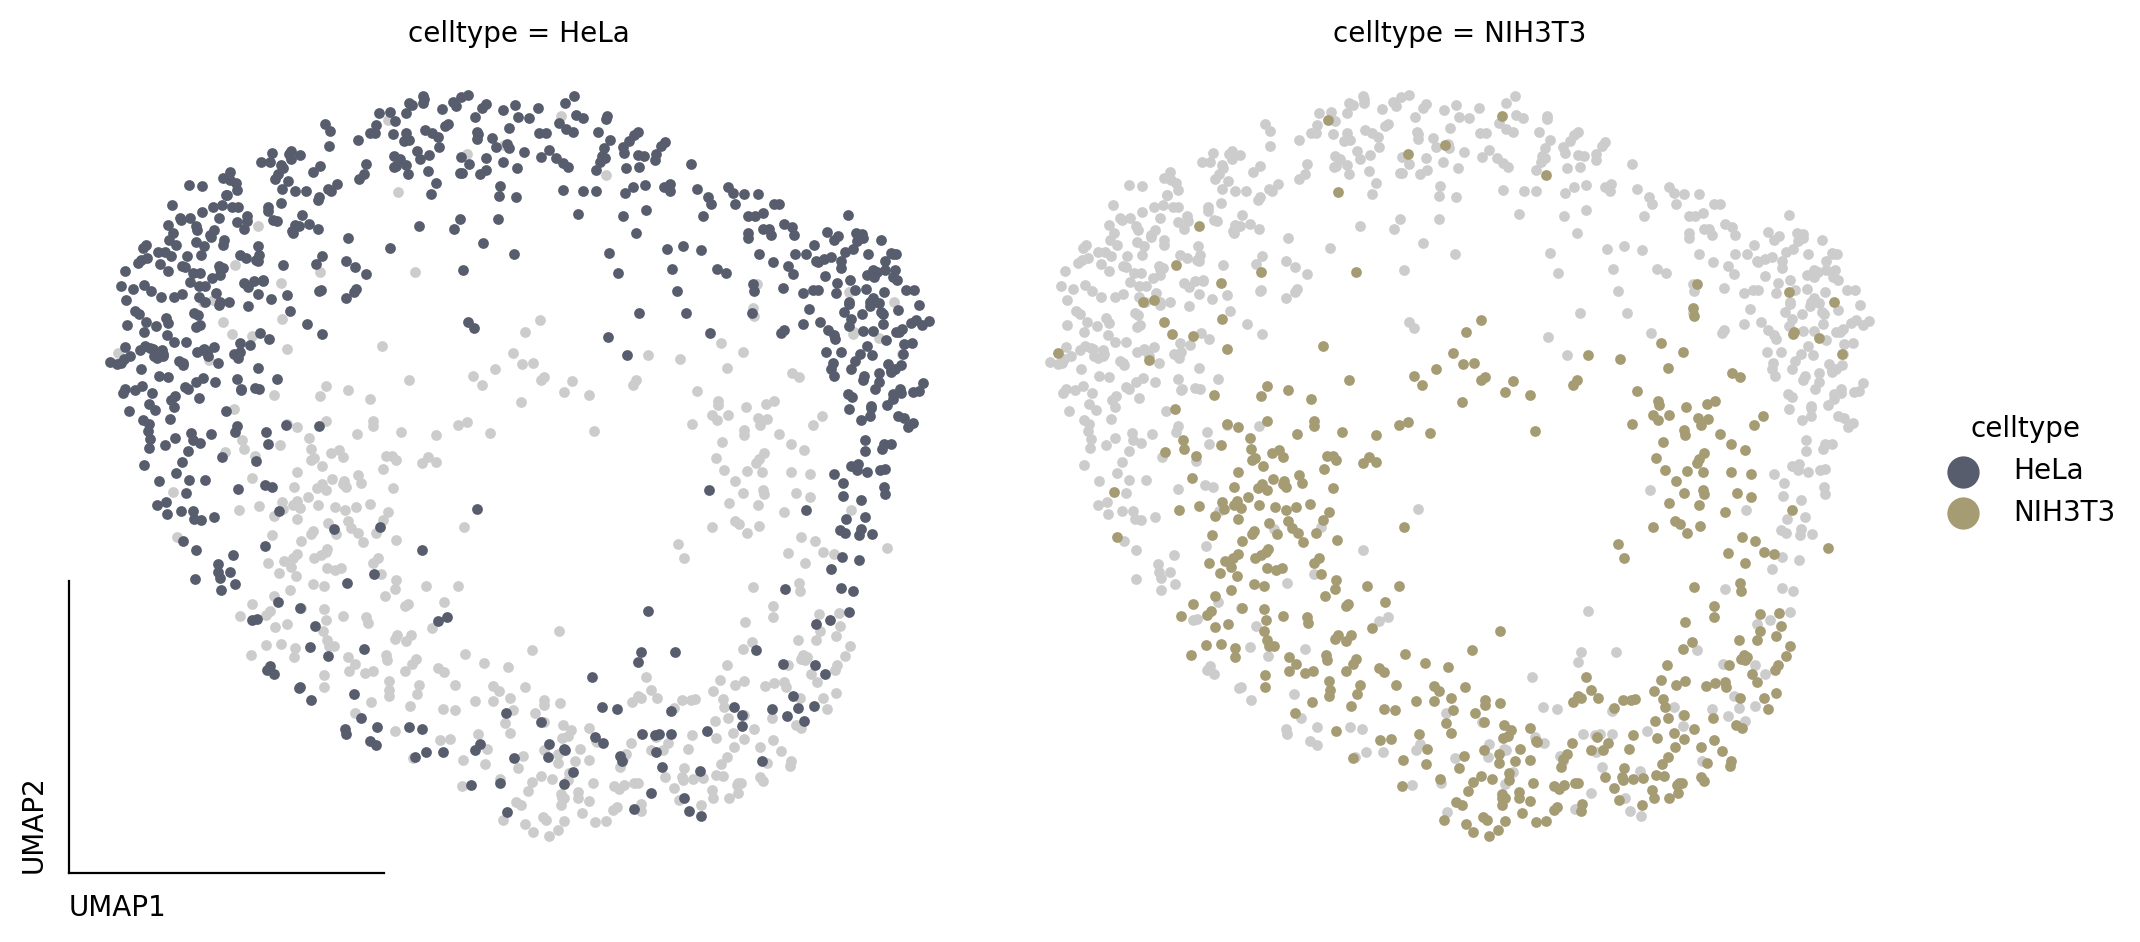 celltype = HeLa
celltype = NIH3T3
celltype
HeLa
NIH3T3
UMAP2
UMAP1